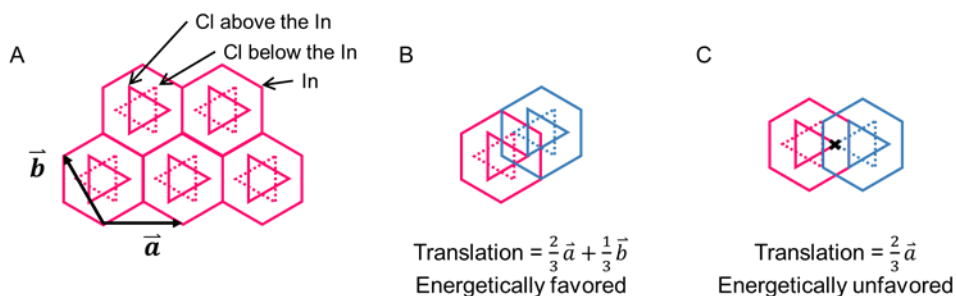 A
Cl above the In
Cl below the In
In
b⃗
a⃗
B
Translation = 2/3 a⃗ + 1/3 b⃗
Energetically favored
C
Translation = 2/3 a⃗
Energetically unfavored